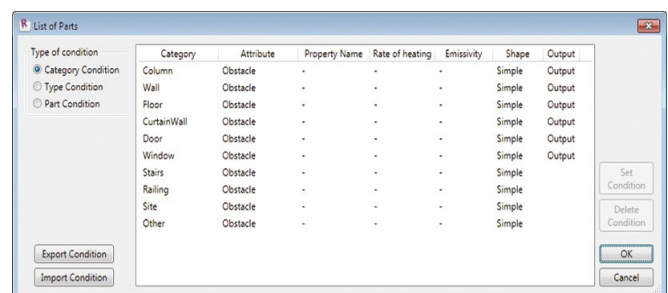 R List of Parts
Type of condition
Category Condition
Type Condition
Part Condition
Category Attribute Property Name Rate of heating Emissivity Shape Output
Column Obstacle - - - Simple Output
Wall Obstacle - - - Simple Output
Floor Obstacle - - - Simple Output
CurtainWall Obstacle - - - Simple Output
Door Obstacle - - - Simple Output
Window Obstacle - - - Simple Output
Stairs Obstacle - - - Simple
Railing Obstacle - - - Simple
Site Obstacle - - - Simple
Other Obstacle - - - Simple
Set
Condition
Delete
Condition
Export Condition
OK
Import Condition
Cancel